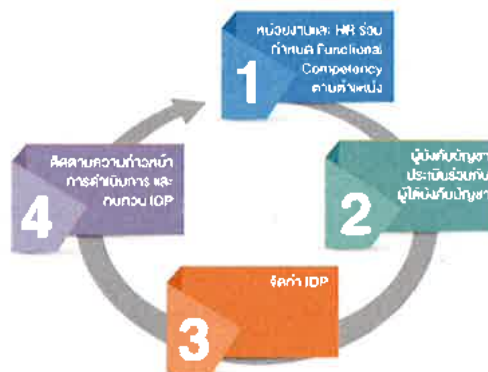 1
หน่วยงานและ HR ร่วม
กำหนด Functional
Competency
ตามตำแหน่ง
2
ผู้บังคับบัญชา
ประเมินร่วมกับ
ผู้ใต้บังคับบัญชา
3
จัดทำ IDP
4
ติดตามความก้าวหน้า
การดำเนินการ และ
ทบทวน IDP